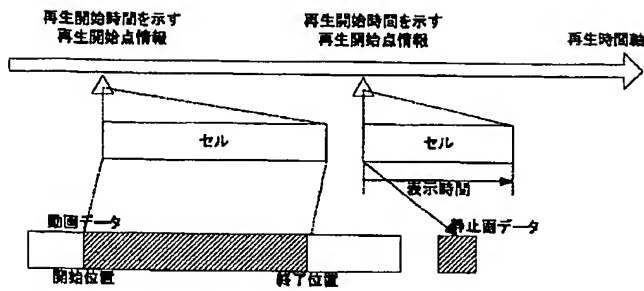 再生開始時間を示す
再生開始点情報
再生開始時間を示す
再生開始点情報
再生時間軸
セル
セル
表示時間
動画データ
静止画データ
開始位置
終了位置